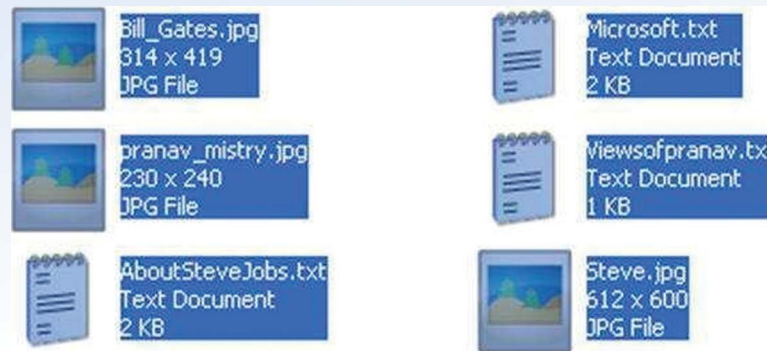 Bill_Gates.jpg
314 x 419
JPG File
Microsoft.txt
Text Document
2 KB
pranav_mistry.jpg
230 x 240
JPG File
Viewsofpranav.tx
Text Document
1 KB
AboutSteveJobs.txt
Text Document
2 KB
Steve.jpg
612 x 600
JPG File